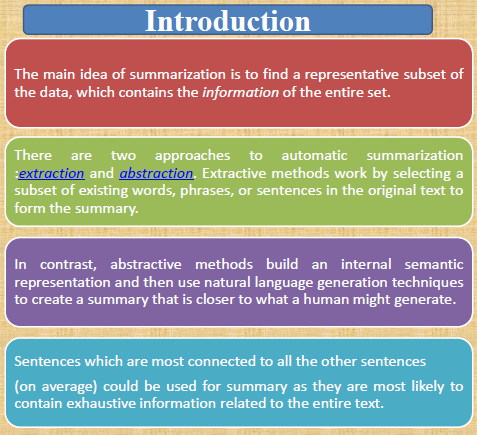 Introduction
The main idea of summarization is to find a representative subset of
the data, which contains the information of the entire set.
There are two approaches to automatic summarization
:extraction and abstraction. Extractive methods work by selecting a
subset of existing words, phrases, or sentences in the original text to
form the summary.
In contrast, abstractive methods build an internal semantic
representation and then use natural language generation techniques
to create a summary that is closer to what a human might generate.
Sentences which are most connected to all the other sentences
(on average) could be used for summary as they are most likely to
contain exhaustive information related to the entire text.